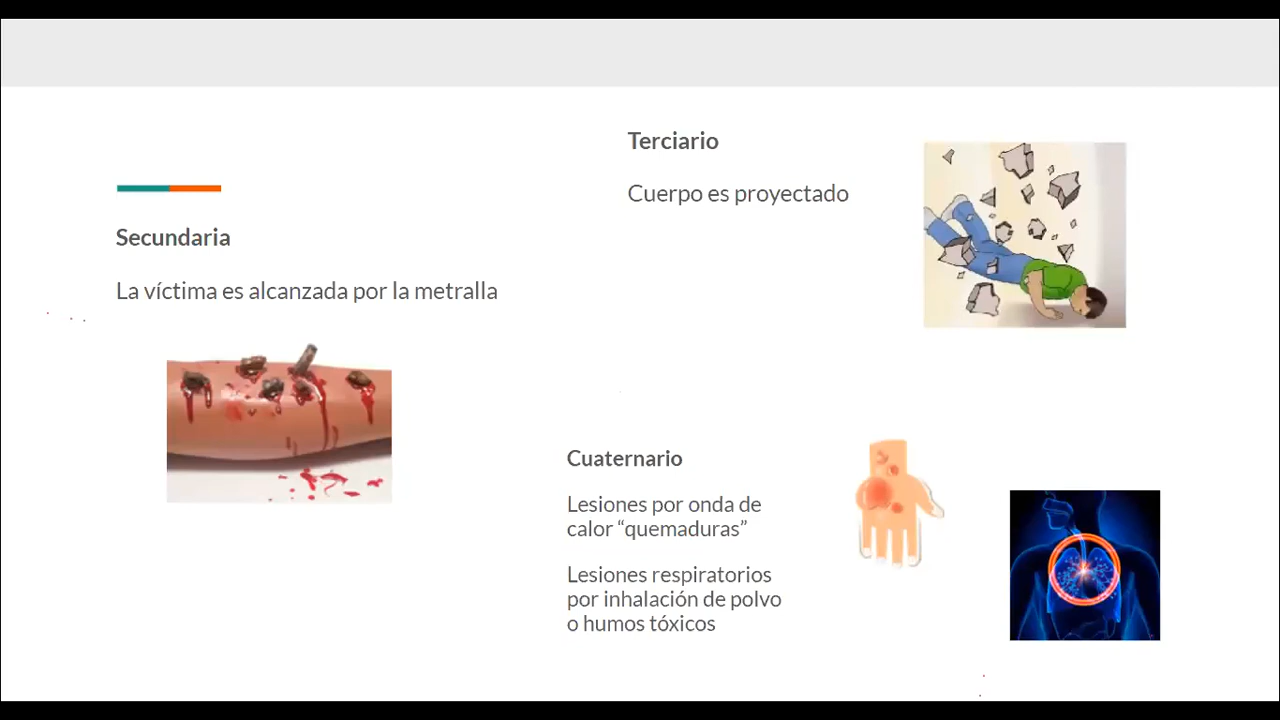 Secundaria
La víctima es alcanzada por la metralla
Terciario
Cuerpo es proyectado
Cuaternario
Lesiones por onda de
calor “quemaduras”
Lesiones respiratorios
por inhalación de polvo
o humos tóxicos